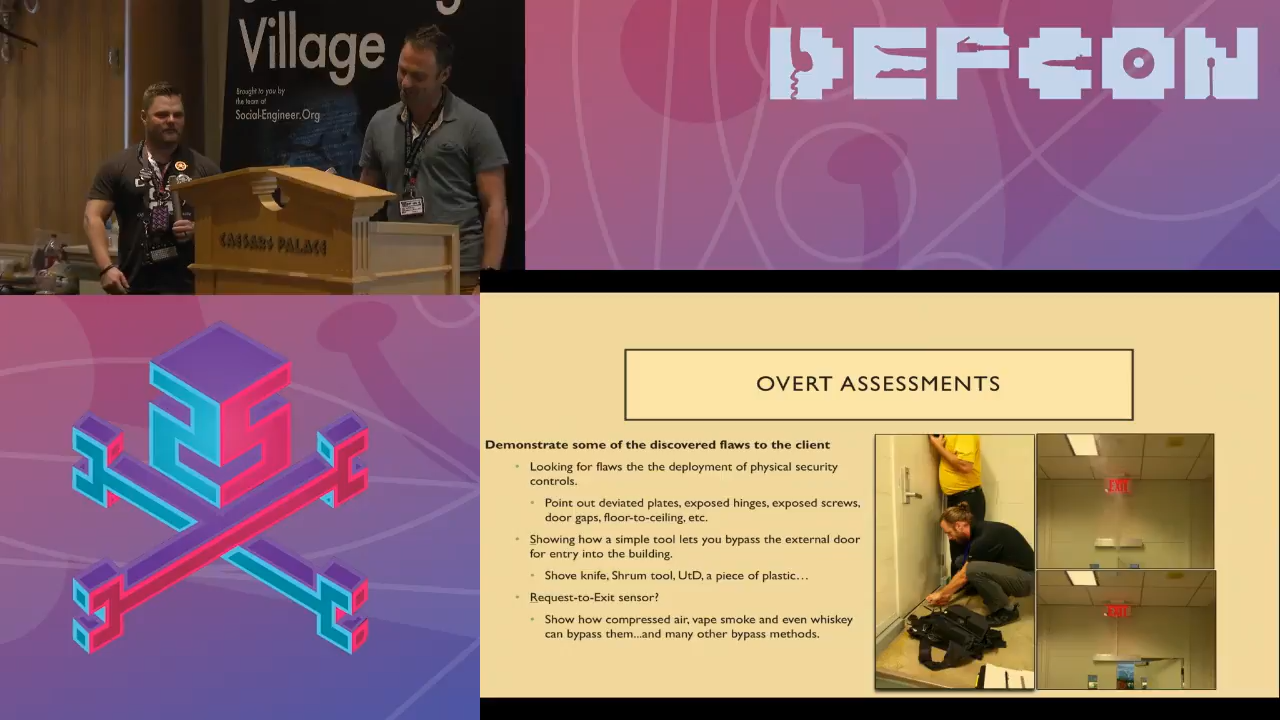 Village
Brought to you by
the team at
Social-Engineer.Org
CAESARS PALACE
DEFCON
OVERT ASSESSMENTS
Demonstrate some of the discovered flaws to the client
Looking for flaws the the deployment of physical security
controls.
Point out deviated plates, exposed hinges, exposed screws,
door gaps, floor-to-ceiling, etc.
Showing how a simple tool lets you bypass the external door
for entry into the building.
Shove knife, Shrum tool, UtD, a piece of plastic…
Request-to-Exit sensor?
Show how compressed air, vape smoke and even whiskey
can bypass them...and many other bypass methods.
EXIT
EXIT